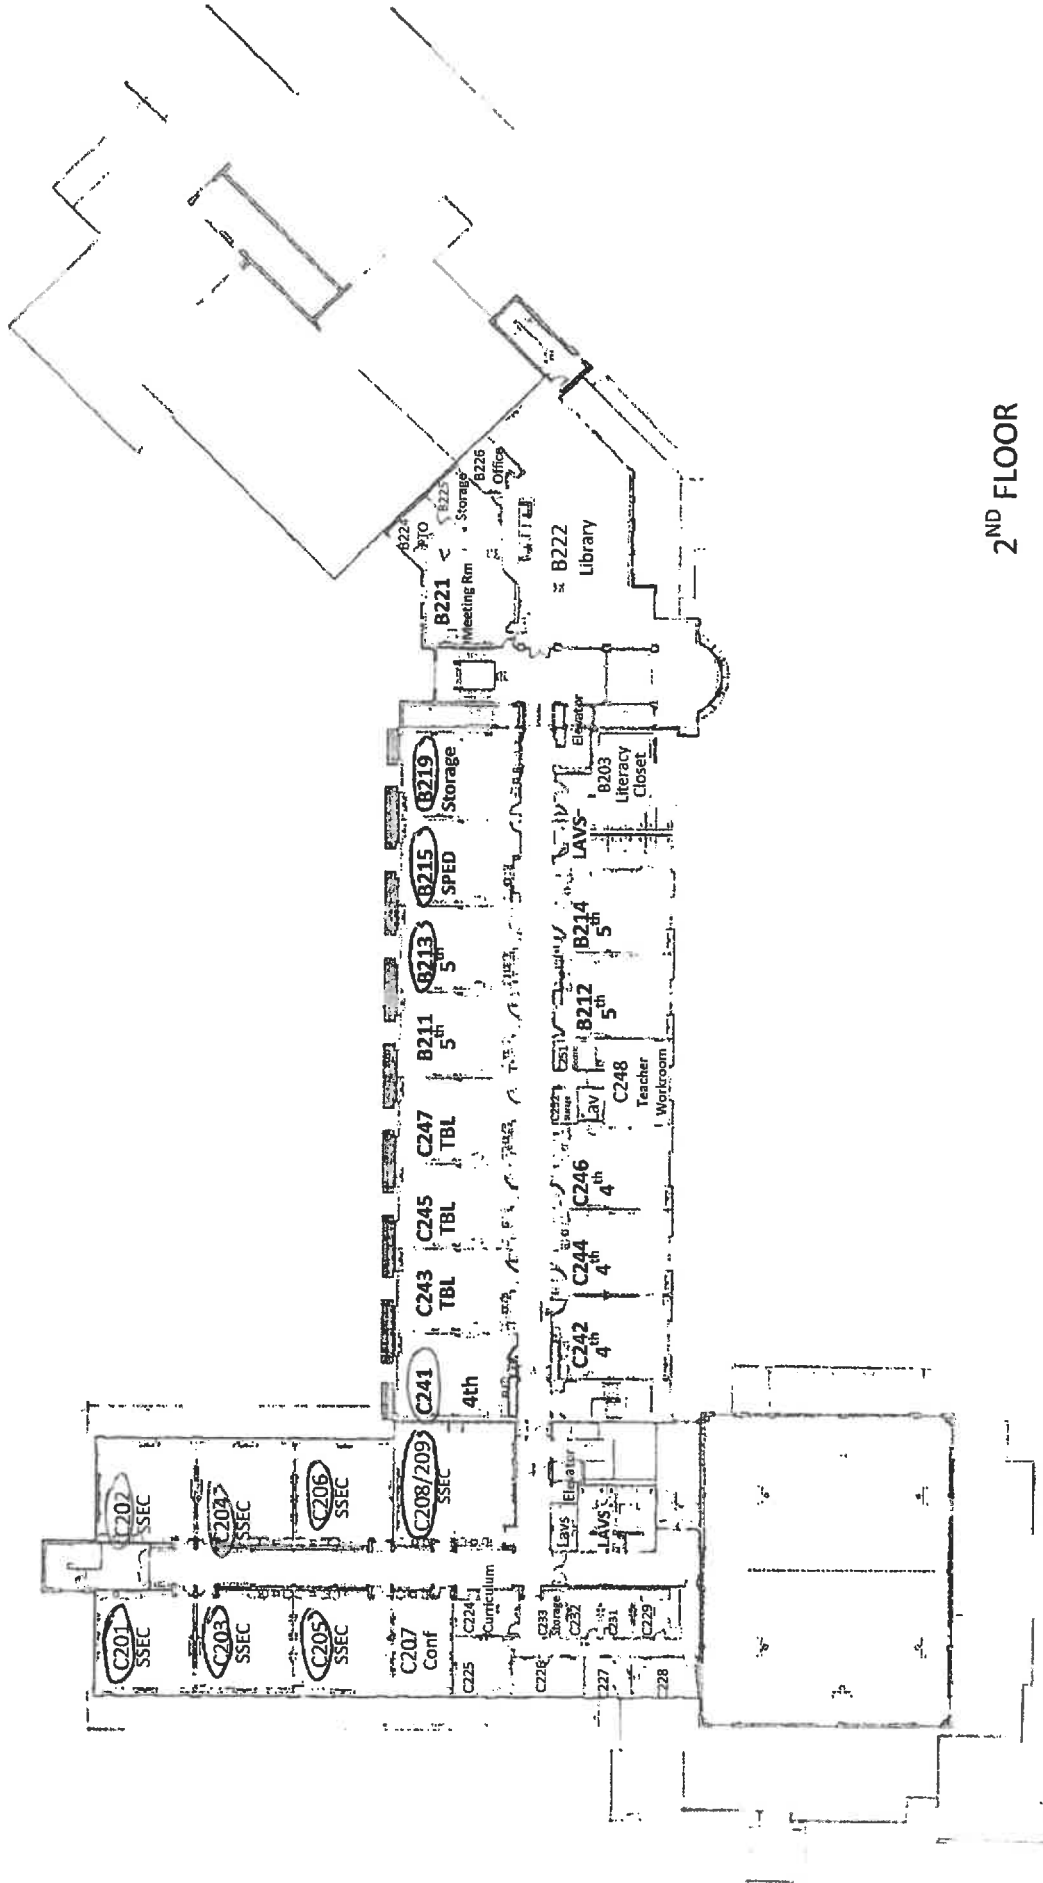 C201
SSEC
C202
SSEC
C203
SSEC
C204
SSEC
C205
SSEC
C206
SSEC
C207
Conf
C208/209
SSEC
C224
Curriculum
C225
C226
C227
C228
C233
Storage
C232
C231
C229
Lavs
LAVS
Elevator
C241
4th
C243
TBL
C245
TBL
C247
TBL
B211
5th
B213
5th
B215
SPED
B219
Storage
C242
4th
C244
4th
C246
4th
C252
Lav
C251
C248
Teacher
Workroom
B212
5th
B214
5th
LAVS
B203
Literacy
Closet
Elevator
B221
Meeting Rm
B224
PTO
B225
Storage
B226
Office
B222
Library
2ND FLOOR